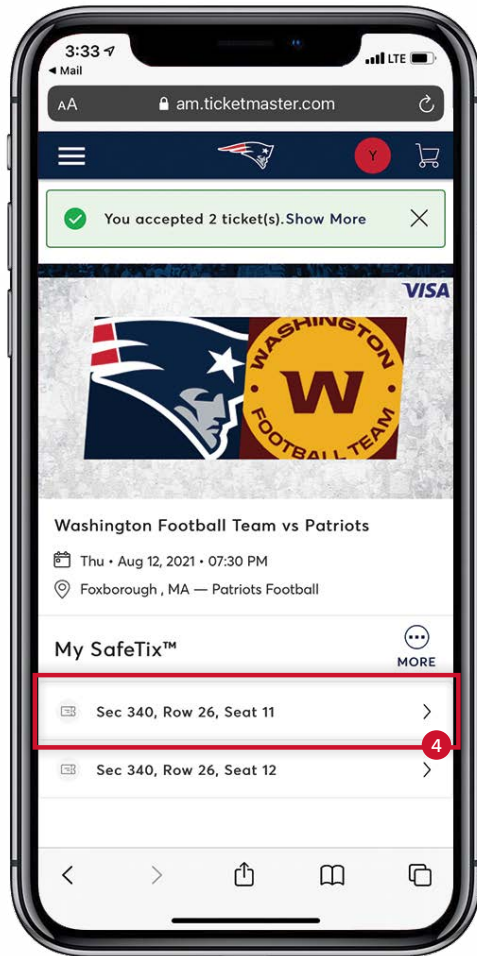 3:33
LTE
◄ Mail
AA am.ticketmaster.com
Y
You accepted 2 ticket(s). Show More
VISA
WASHINGTON
W
FOOTBALL TEAM
Washington Football Team vs Patriots
Thu • Aug 12, 2021 • 07:30 PM
Foxborough , MA — Patriots Football
My SafeTix™
MORE
Sec 340, Row 26, Seat 11
4
Sec 340, Row 26, Seat 12